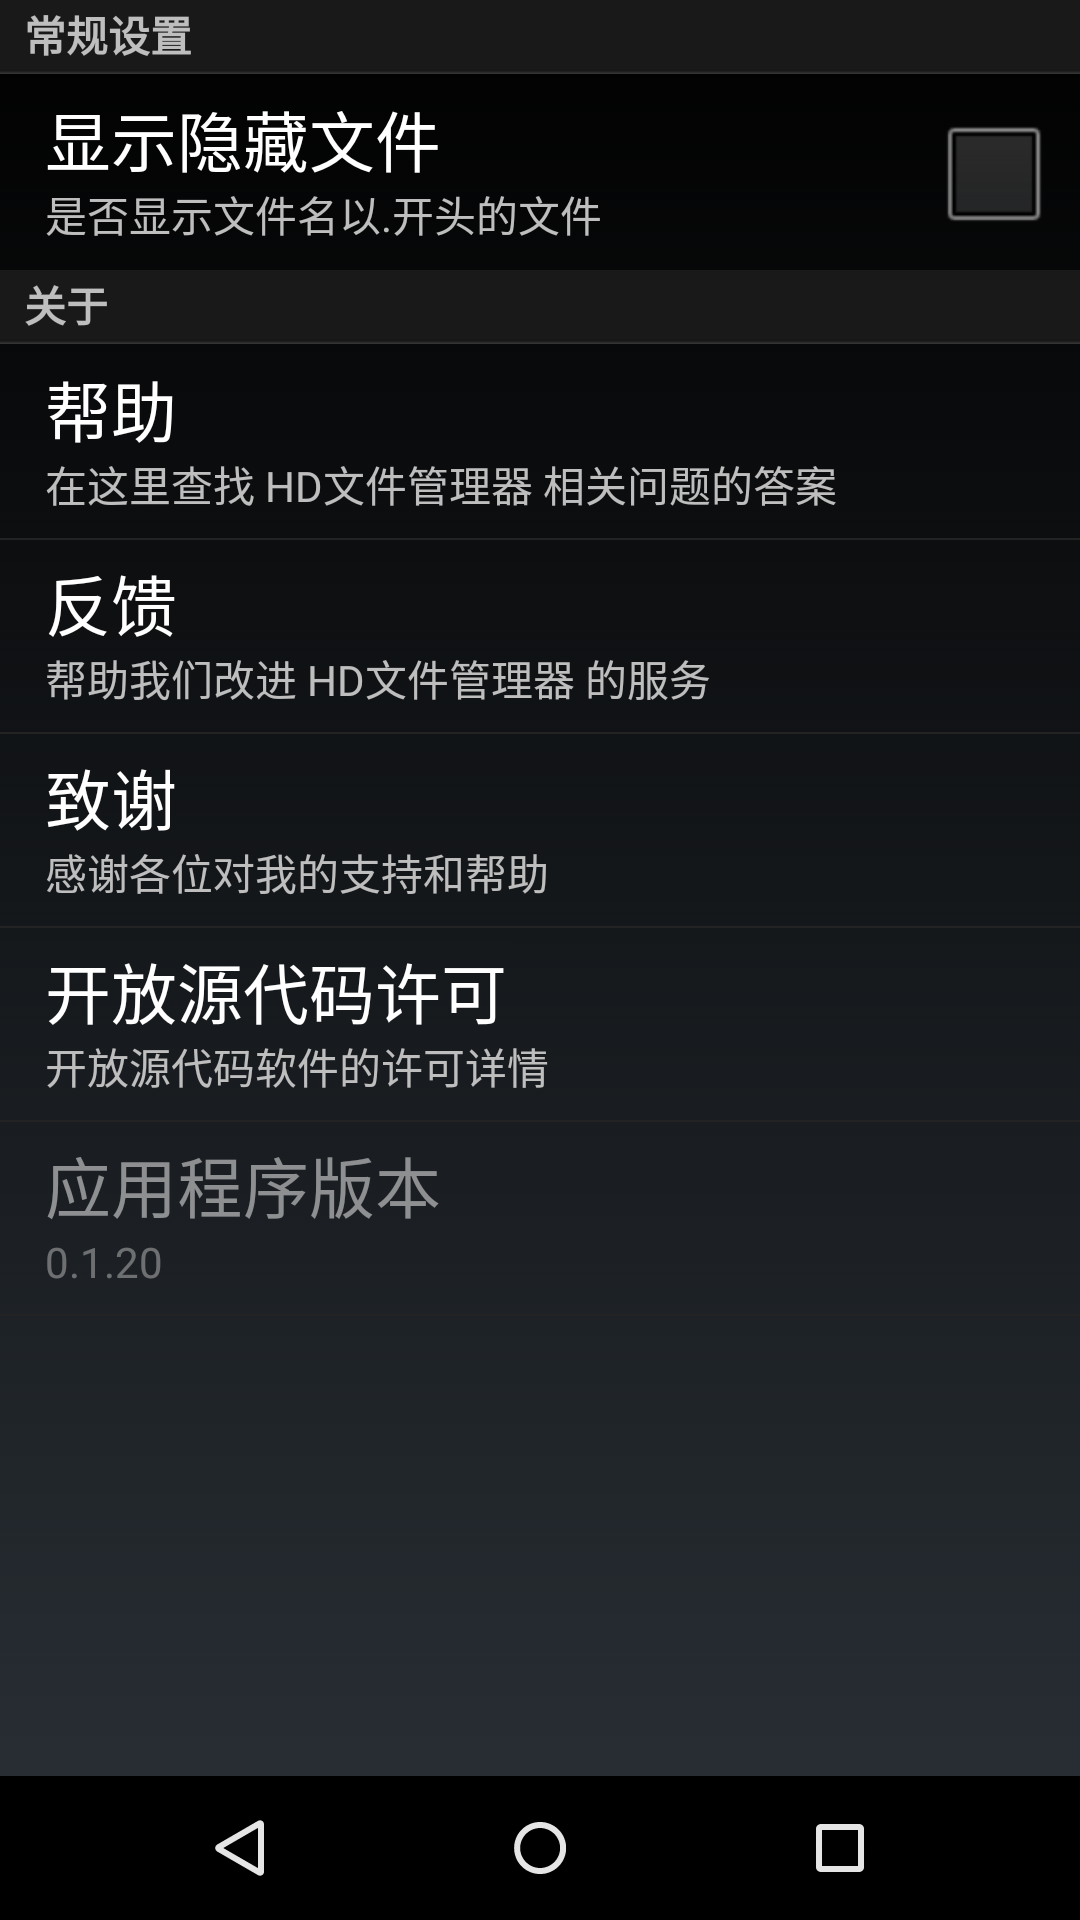 常规设置
显示隐藏文件
是否显示文件名以.开头的文件
关于
帮助
在这里查找 HD文件管理器 相关问题的答案
反馈
帮助我们改进 HD文件管理器 的服务
致谢
感谢各位对我的支持和帮助
开放源代码许可
开放源代码软件的许可详情
应用程序版本
0.1.20